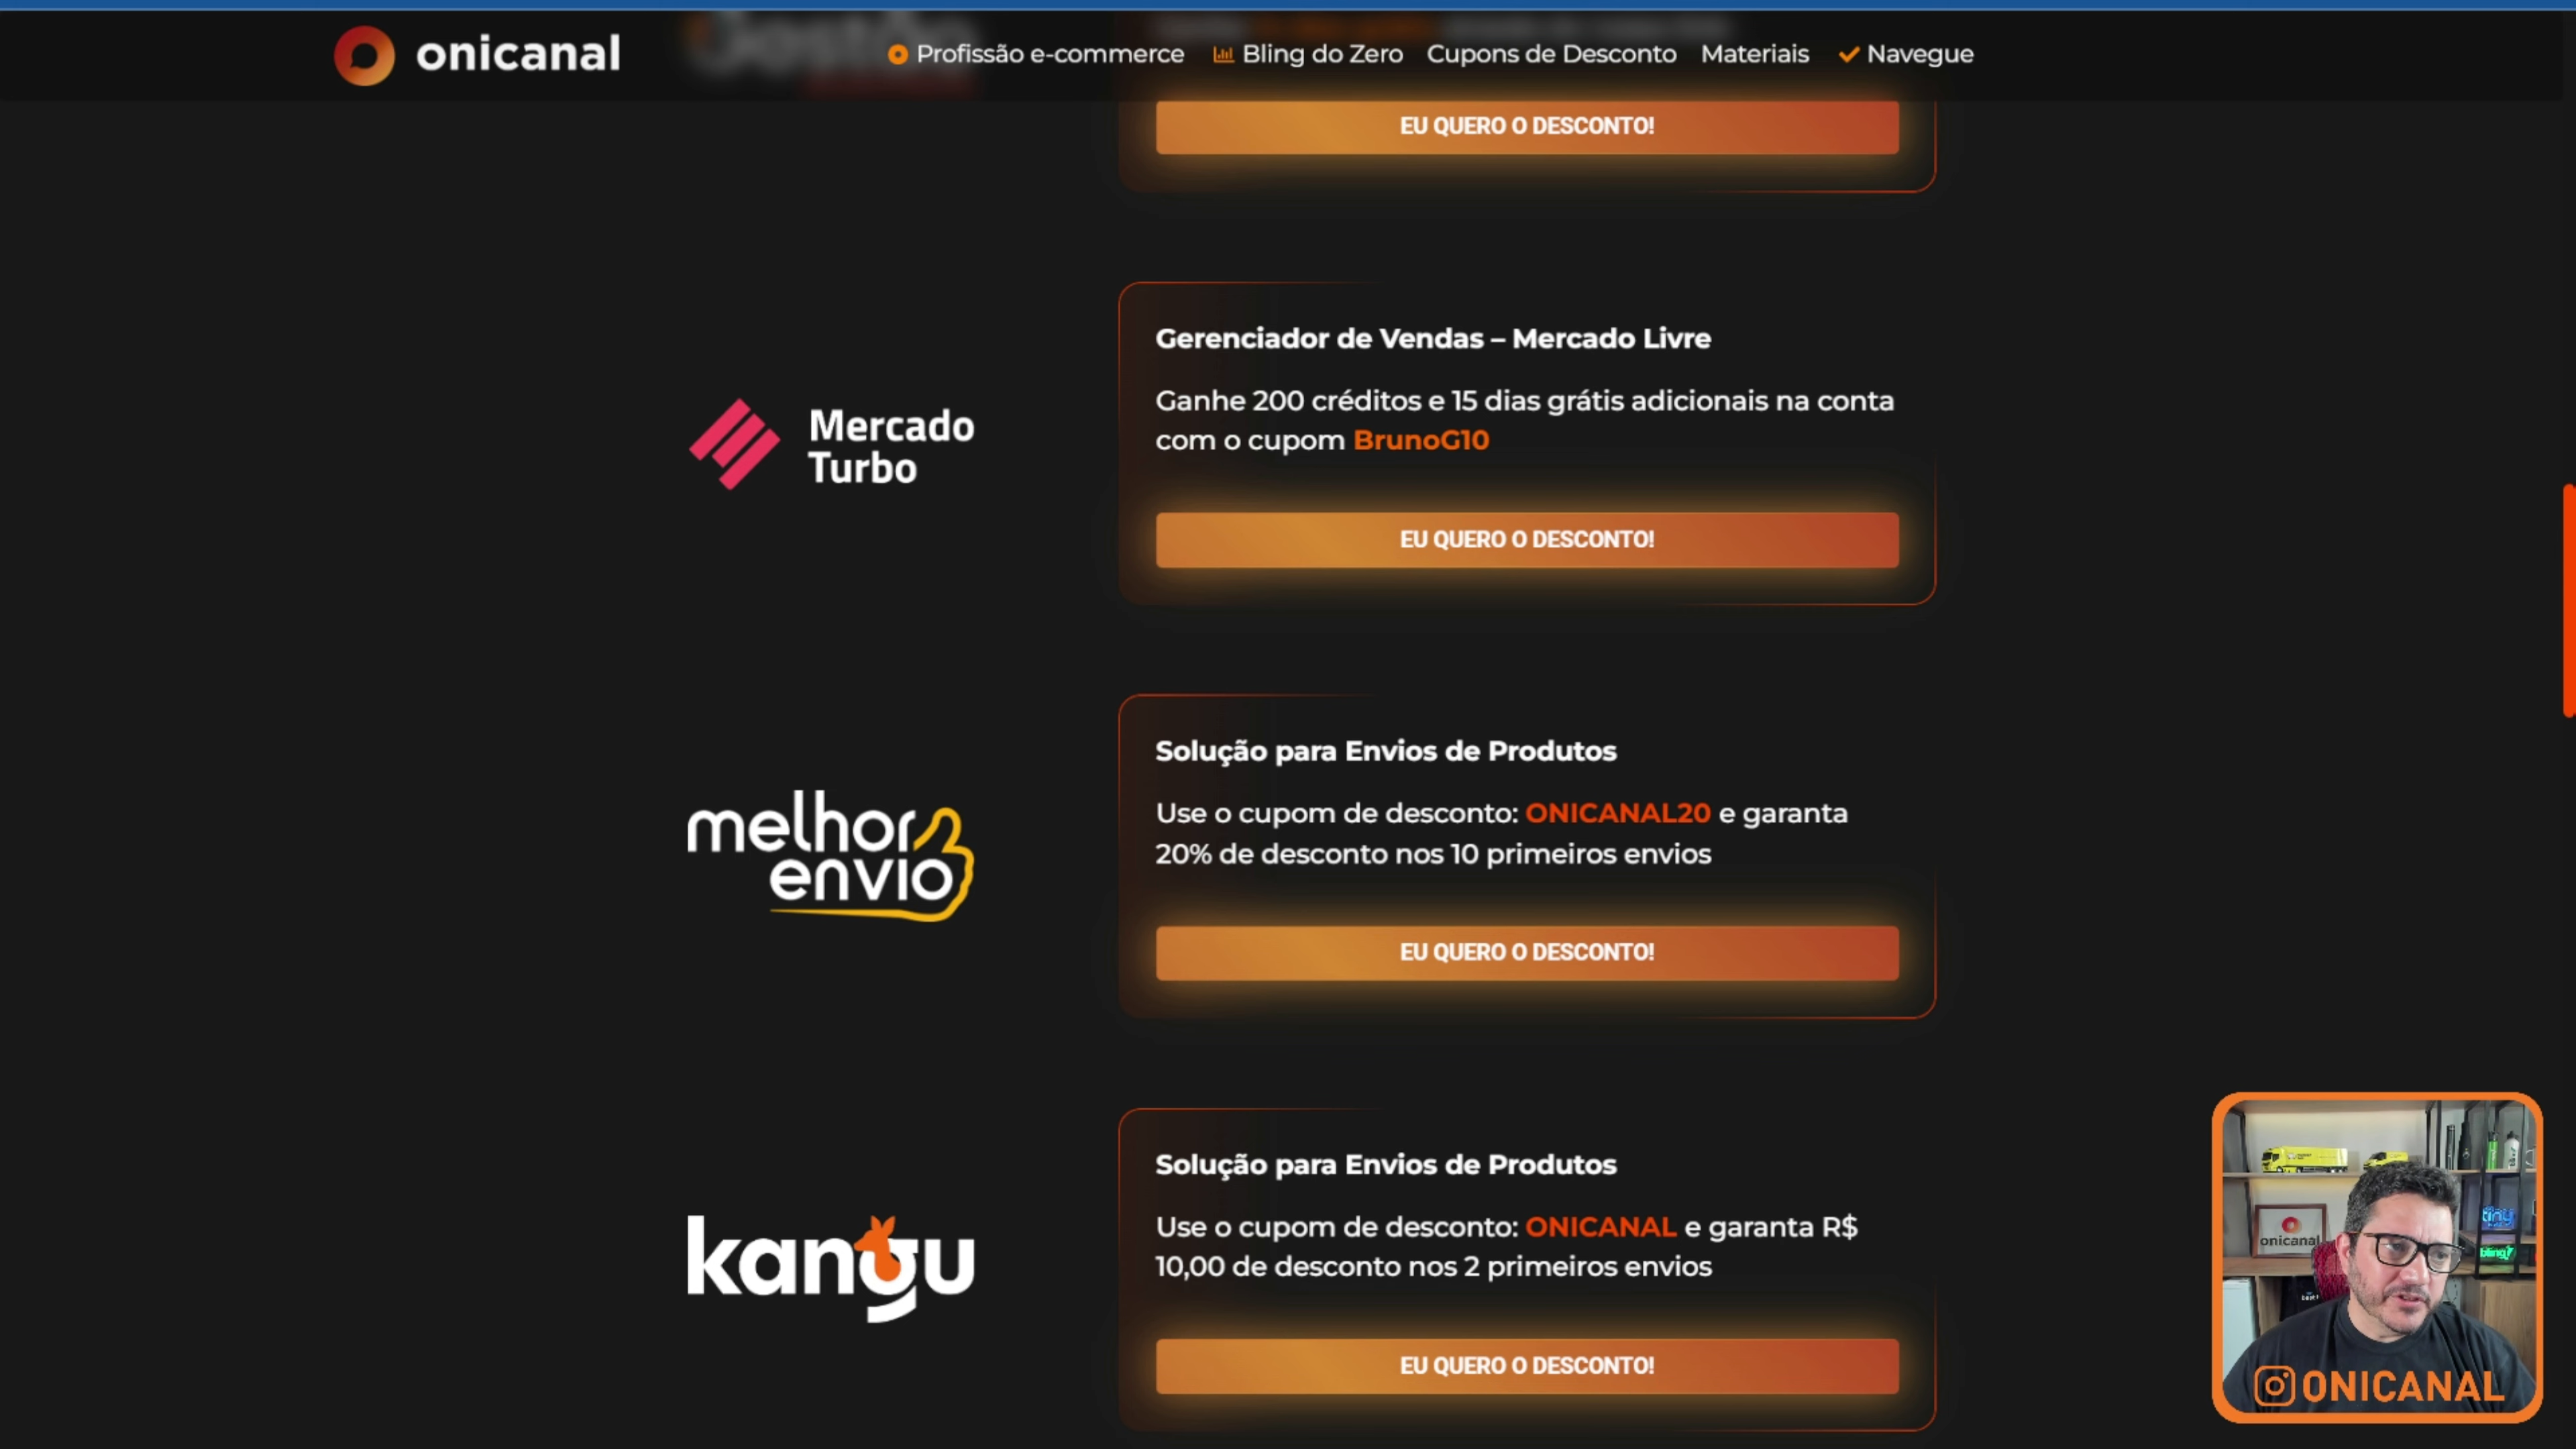 onicanal
Profissão e-commerce
Bling do Zero
Cupons de Desconto
Materiais
Navegue
EU QUERO O DESCONTO!
Mercado
Turbo
Gerenciador de Vendas – Mercado Livre
Ganhe 200 créditos e 15 dias grátis adicionais na conta
com o cupom BrunoG10
EU QUERO O DESCONTO!
melhor
envio
Solução para Envios de Produtos
Use o cupom de desconto: ONICANAL20 e garanta
20% de desconto nos 10 primeiros envios
EU QUERO O DESCONTO!
kangu
Solução para Envios de Produtos
Use o cupom de desconto: ONICANAL e garanta R$
10,00 de desconto nos 2 primeiros envios
EU QUERO O DESCONTO!
onicanal
tiny
bling!
ONICANAL